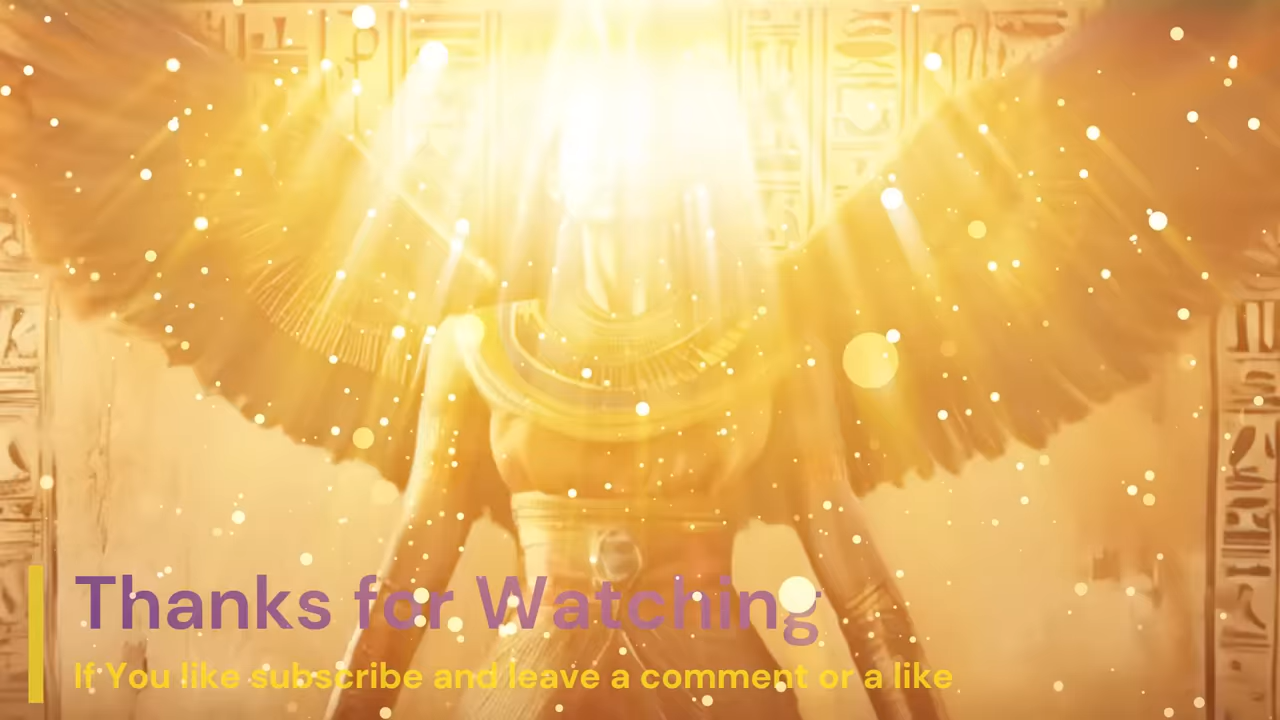 Thanks for Watching
If You like subscribe and leave a comment or a like